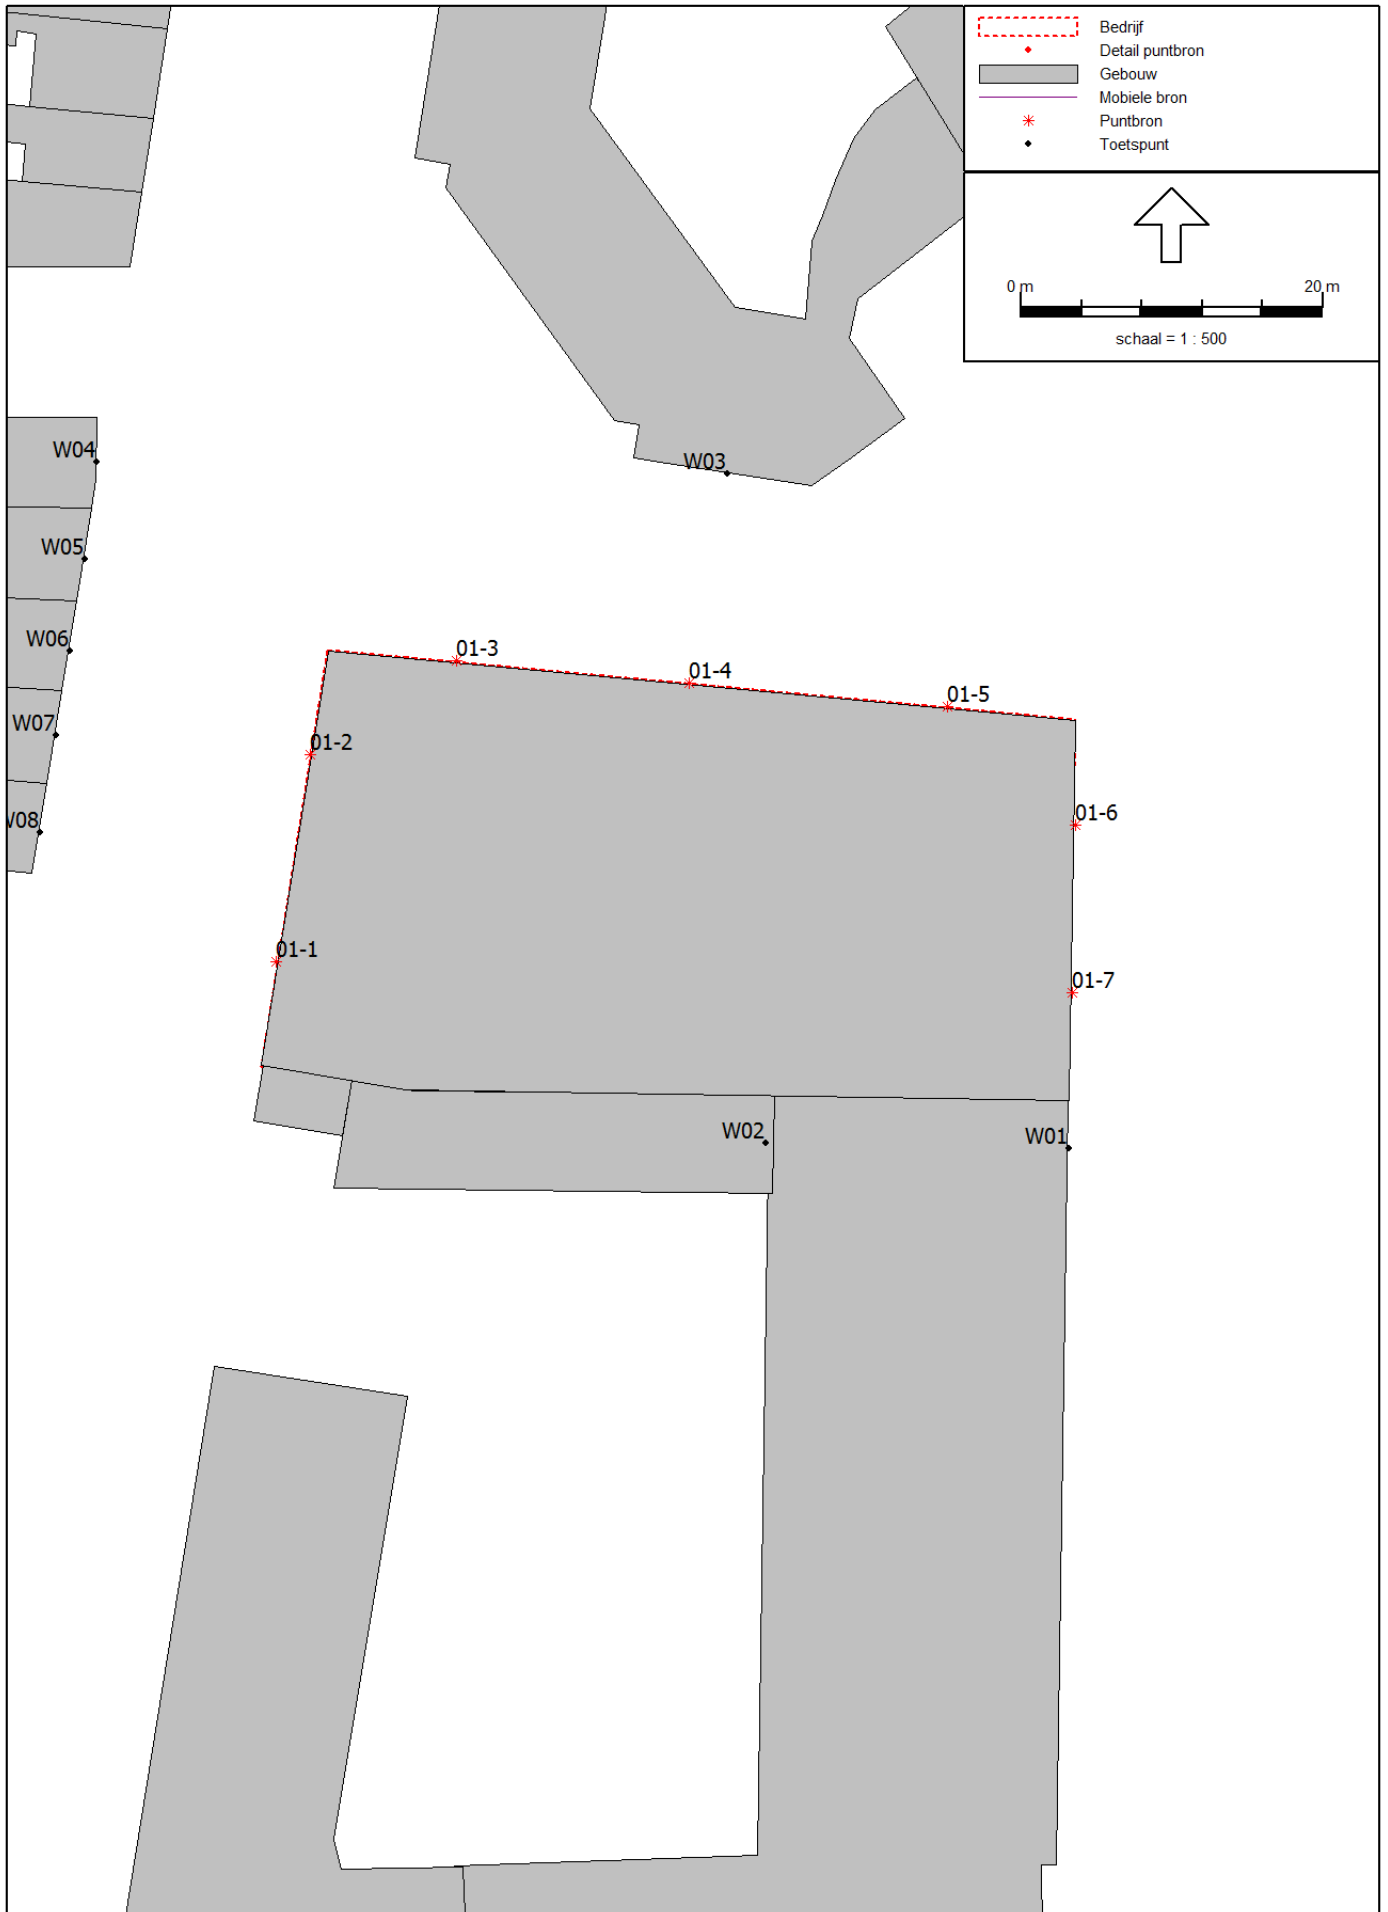 Bedrijf
Detail puntbron
Gebouw
Mobiele bron
Puntbron
Toetspunt
0 m 20 m
schaal = 1 : 500
W04
W03
W05
W06
01-3
01-4
01-5
W07
01-2
01-6
W08
01-1
01-7
W02
W01